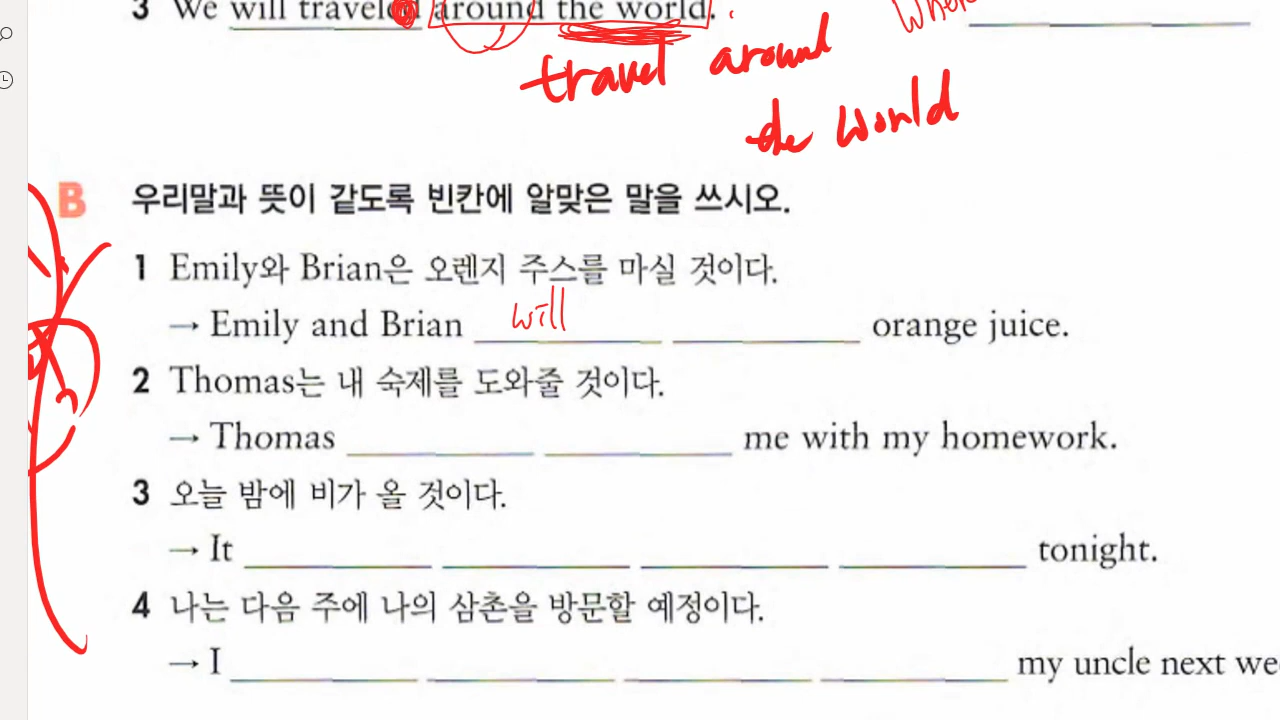 3 We will traveled around the world.
travel around
the world
B 우리말과 뜻이 같도록 빈칸에 알맞은 말을 쓰시오.
1 Emily와 Brian은 오렌지 주스를 마실 것이다.
→ Emily and Brian will orange juice.
2 Thomas는 내 숙제를 도와줄 것이다.
→ Thomas me with my homework.
3 오늘 밤에 비가 올 것이다.
→ It tonight.
4 나는 다음 주에 나의 삼촌을 방문할 예정이다.
→ I my uncle next we